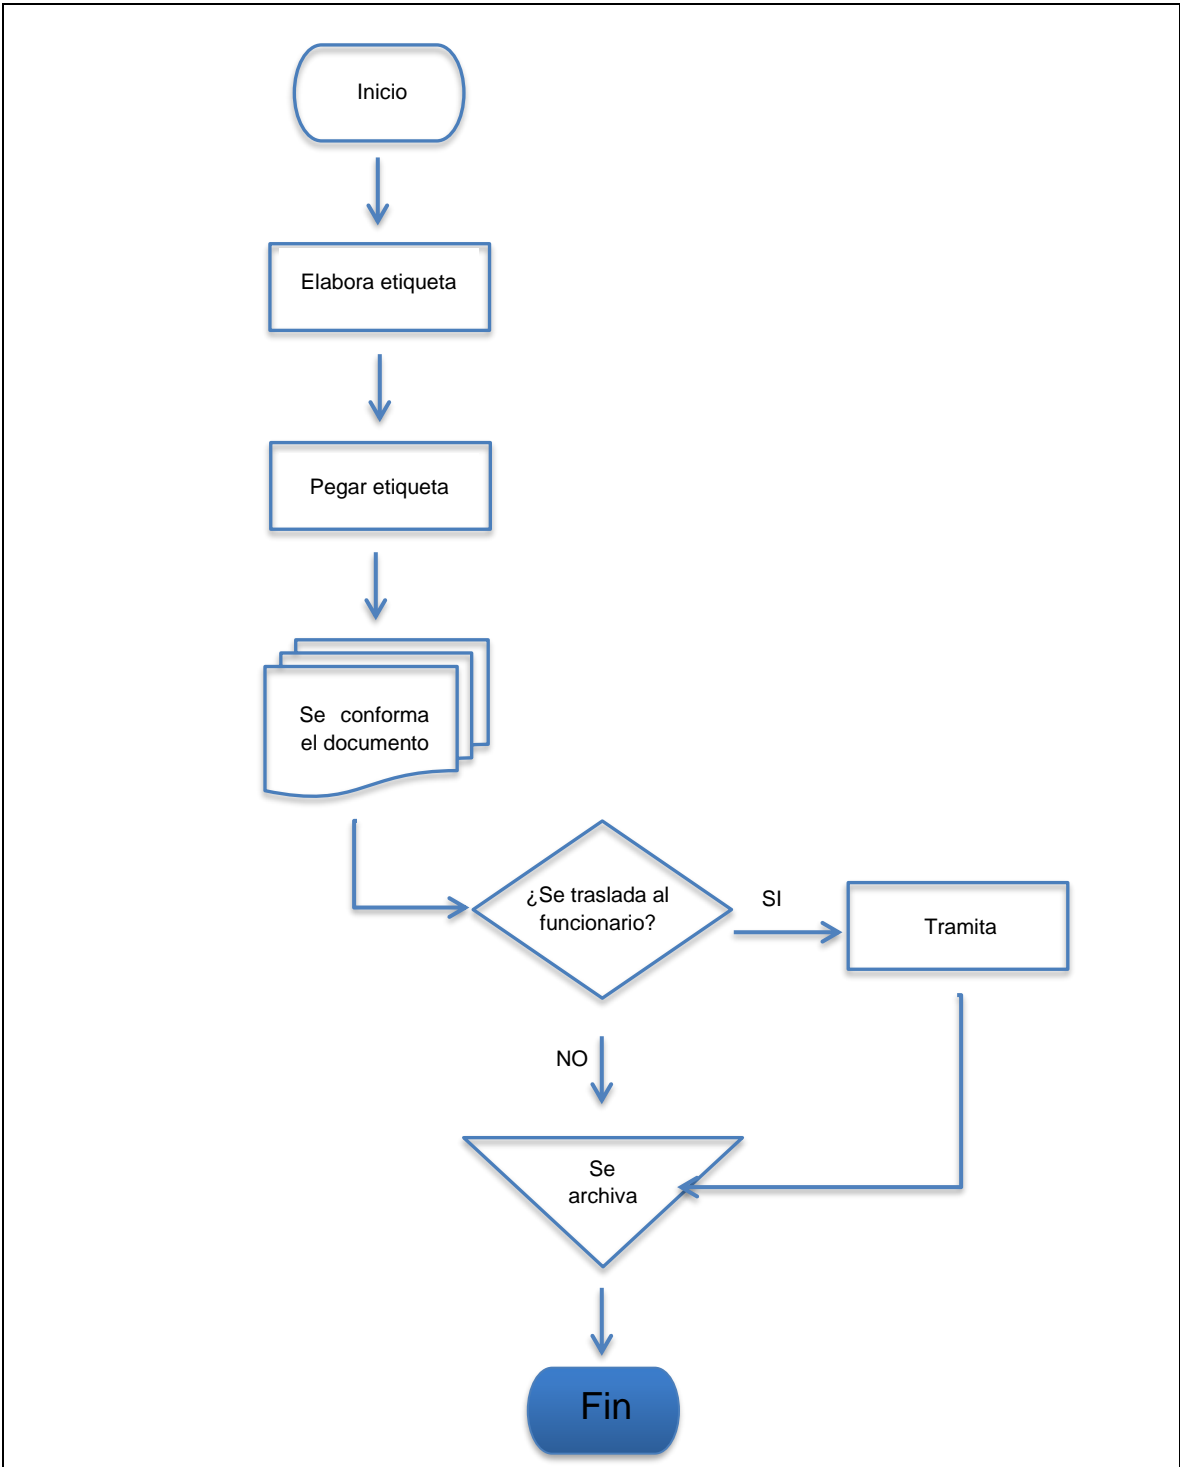 Inicio
Elabora etiqueta
Pegar etiqueta
Se conforma
el documento
¿Se traslada al
funcionario?
SI
Tramita
NO
Se
archiva
Fin